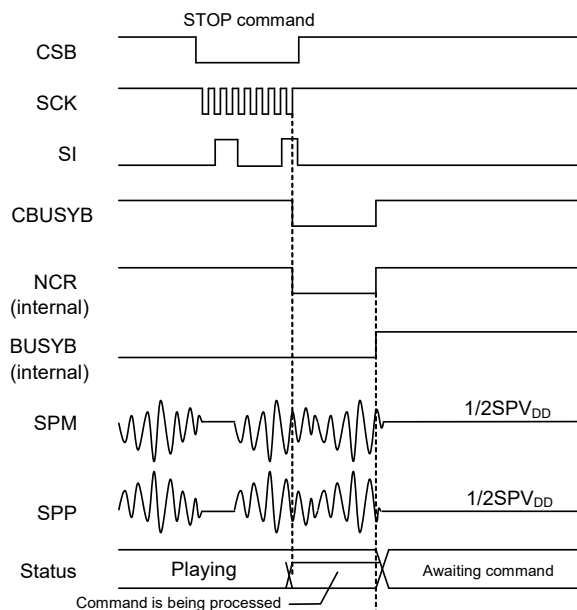 STOP command
CSB
SCK
SI
CBUSYB
NCR
(internal)
BUSYB
(internal)
SPM
1/2SPVDD
SPP
1/2SPVDD
Status
Playing
Awaiting command
Command is being processed